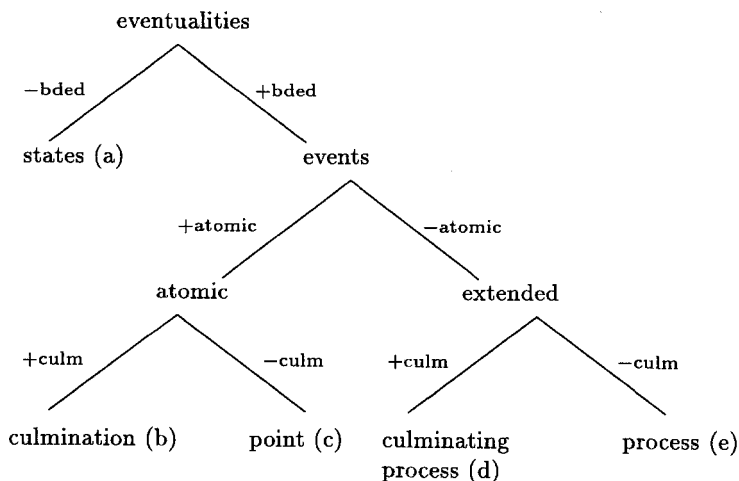 eventualities
−bded
+bded
states (a)
events
+atomic
−atomic
atomic
extended
+culm
−culm
+culm
−culm
culmination (b)
point (c)
culminating
process (d)
process (e)